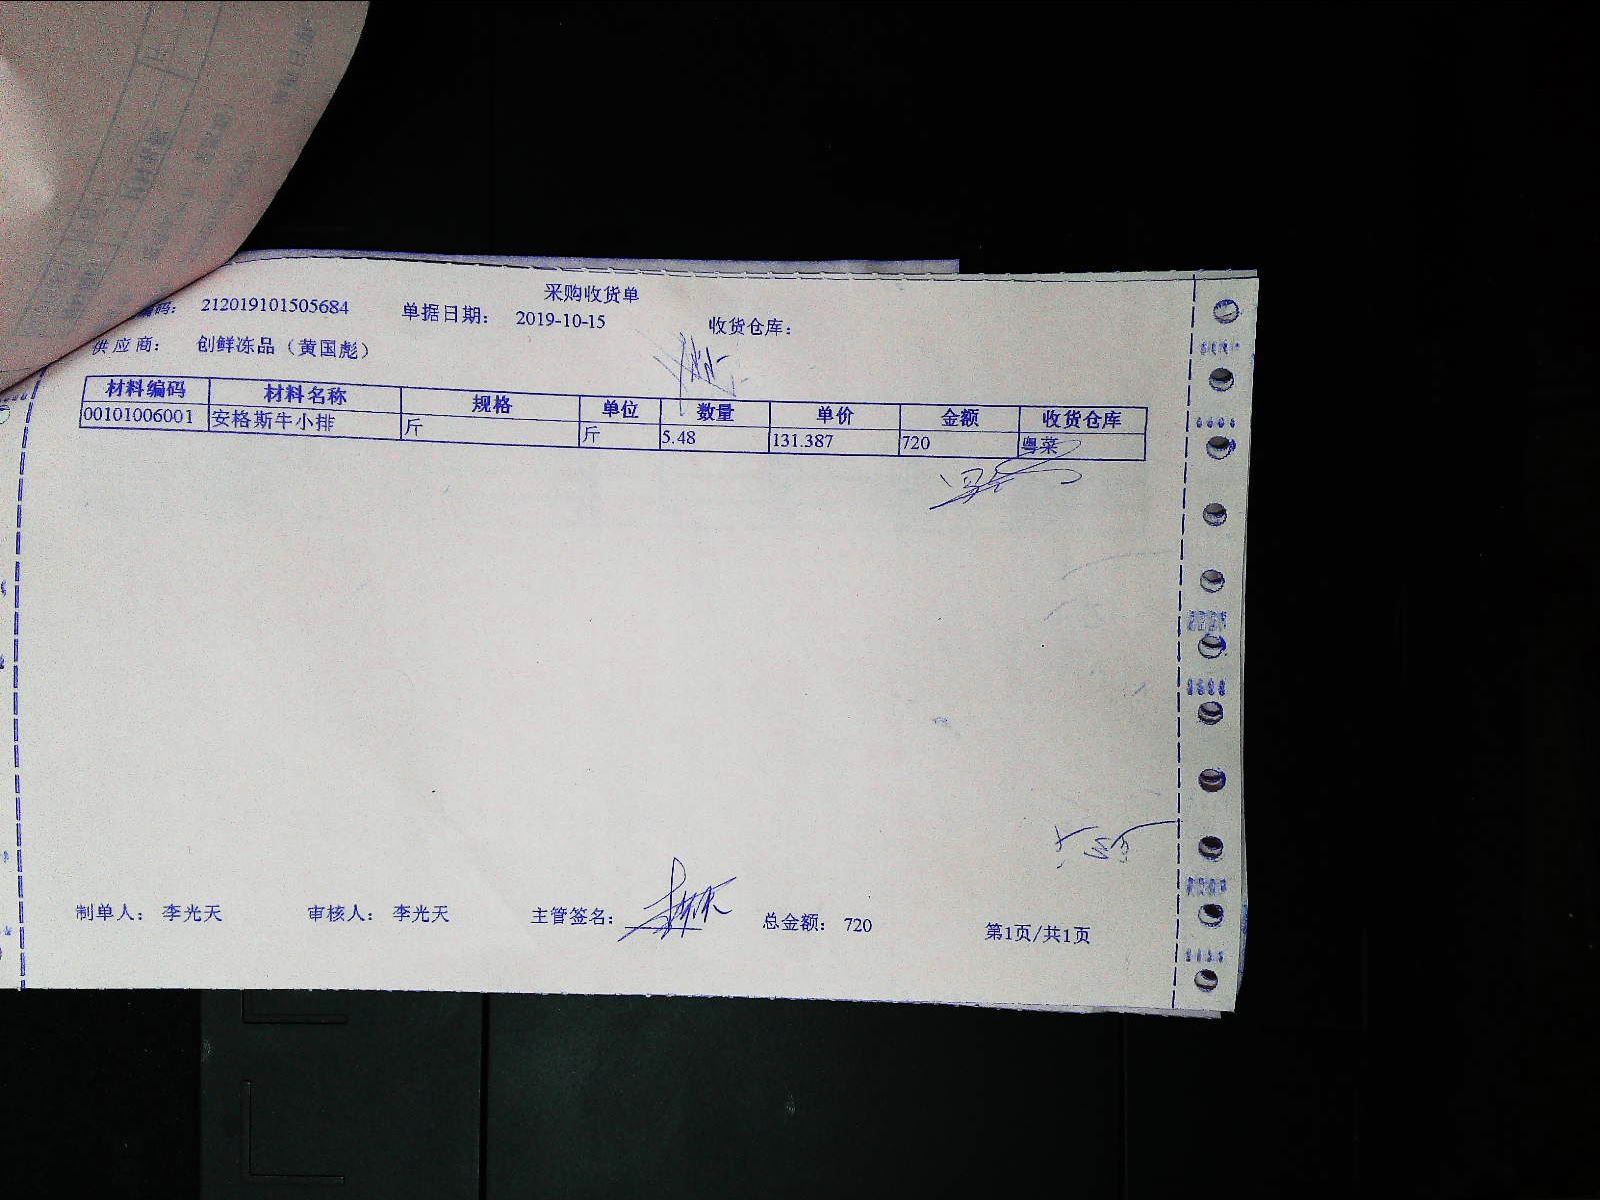 采购收货单
编码： 212019101505684 单据日期： 2019-10-15 收货仓库：
供应商： 创鲜冻品（黄国彪）
材料编码 材料名称 规格 单位 数量 单价 金额 收货仓库
00101006001 安格斯牛小排 斤 斤 5.48 131.387 720 粤菜
制单人： 李光天 审核人： 李光天 主管签名： 总金额： 720 第1页/共1页